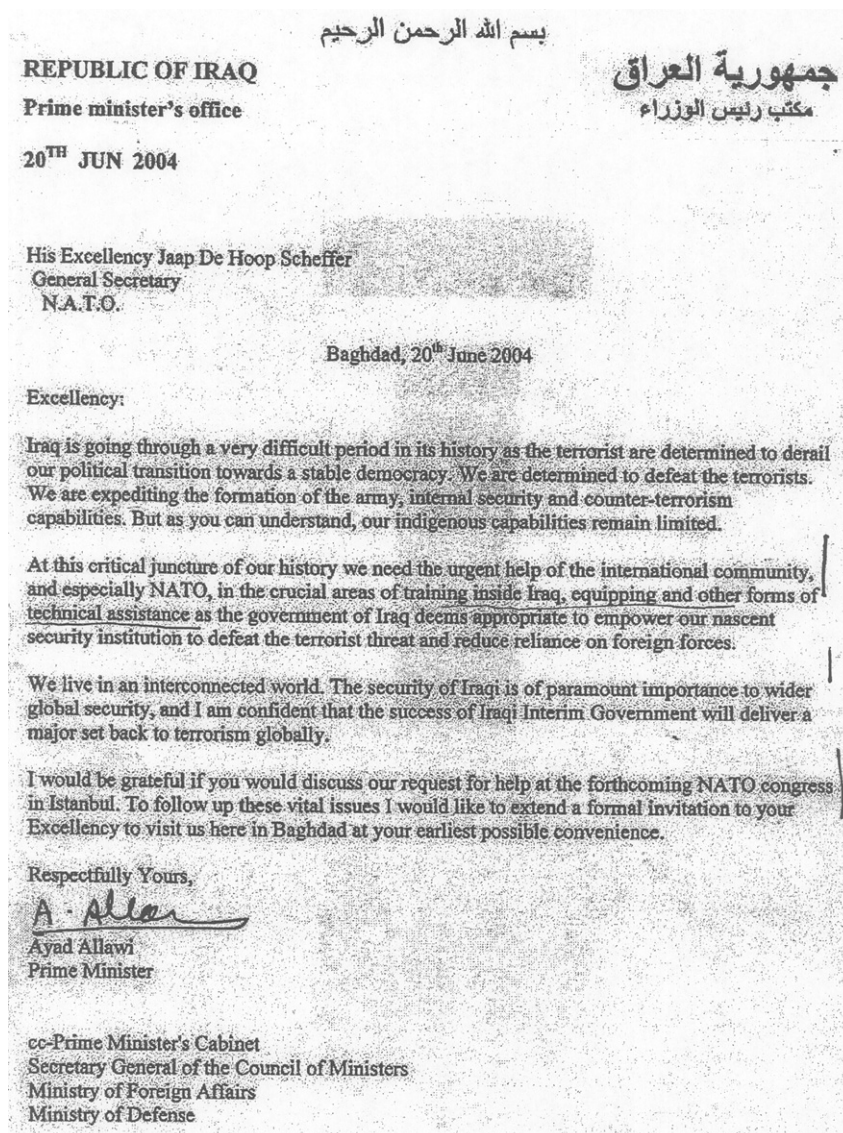 بسم الله الرحمن الرحيم
REPUBLIC OF IRAQ
جمهورية العراق
Prime minister's office
مكتب رئيس الوزراء
20TH JUN 2004
His Excellency Jaap De Hoop Scheffer
General Secretary
N.A.T.O.
Baghdad, 20th June 2004
Excellency:
Iraq is going through a very difficult period in its history as the terrorist are determined to derail
our political transition towards a stable democracy. We are determined to defeat the terrorists.
We are expediting the formation of the army, internal security and counter-terrorism
capabilities. But as you can understand, our indigenous capabilities remain limited.
At this critical juncture of our history we need the urgent help of the international community,
and especially NATO, in the crucial areas of training inside Iraq, equipping and other forms of
technical assistance as the government of Iraq deems appropriate to empower our nascent
security institution to defeat the terrorist threat and reduce reliance on foreign forces.
We live in an interconnected world. The security of Iraqi is of paramount importance to wider
global security, and I am confident that the success of Iraqi Interim Government will deliver a
major set back to terrorism globally.
I would be grateful if you would discuss our request for help at the forthcoming NATO congress
in Istanbul. To follow up these vital issues I would like to extend a formal invitation to your
Excellency to visit us here in Baghdad at your earliest possible convenience.
Respectfully Yours,
A. Allawi
Ayad Allawi
Prime Minister
cc-Prime Minister's Cabinet
Secretary General of the Council of Ministers
Ministry of Foreign Affairs
Ministry of Defense